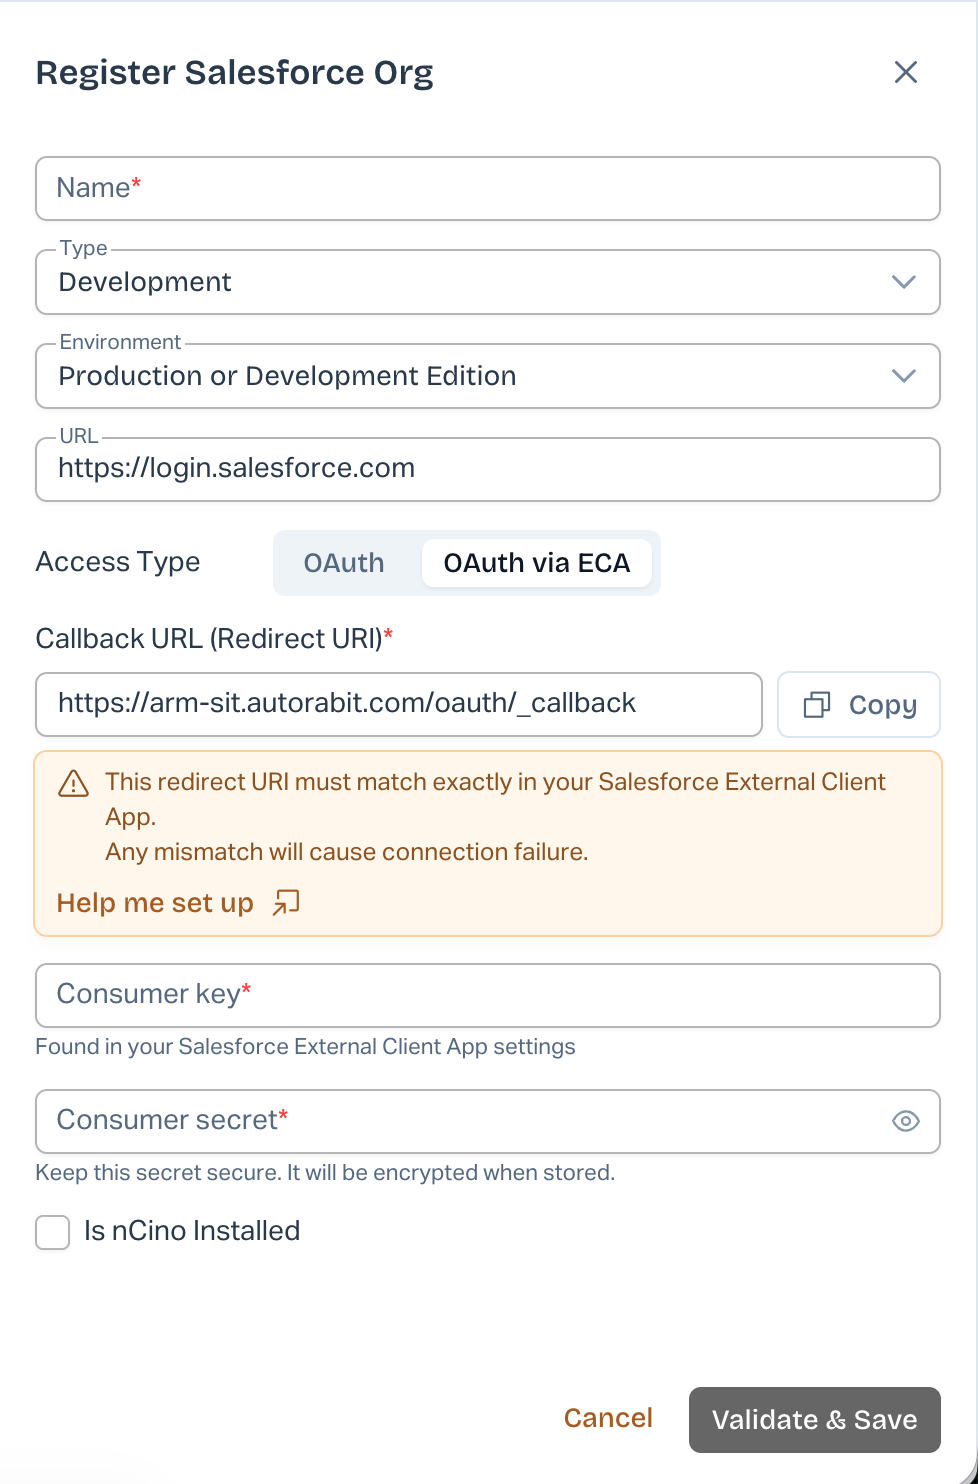 Register Salesforce Org
Name*
Type
Development
Environment
Production or Development Edition
URL
https://login.salesforce.com
Access Type
OAuth
OAuth via ECA
Callback URL (Redirect URI)*
https://arm-sit.autorabit.com/oauth/_callback
Copy
This redirect URI must match exactly in your Salesforce External Client
App.
Any mismatch will cause connection failure.
Help me set up
Consumer key*
Found in your Salesforce External Client App settings
Consumer secret*
Keep this secret secure. It will be encrypted when stored.
Is nCino Installed
Cancel
Validate & Save